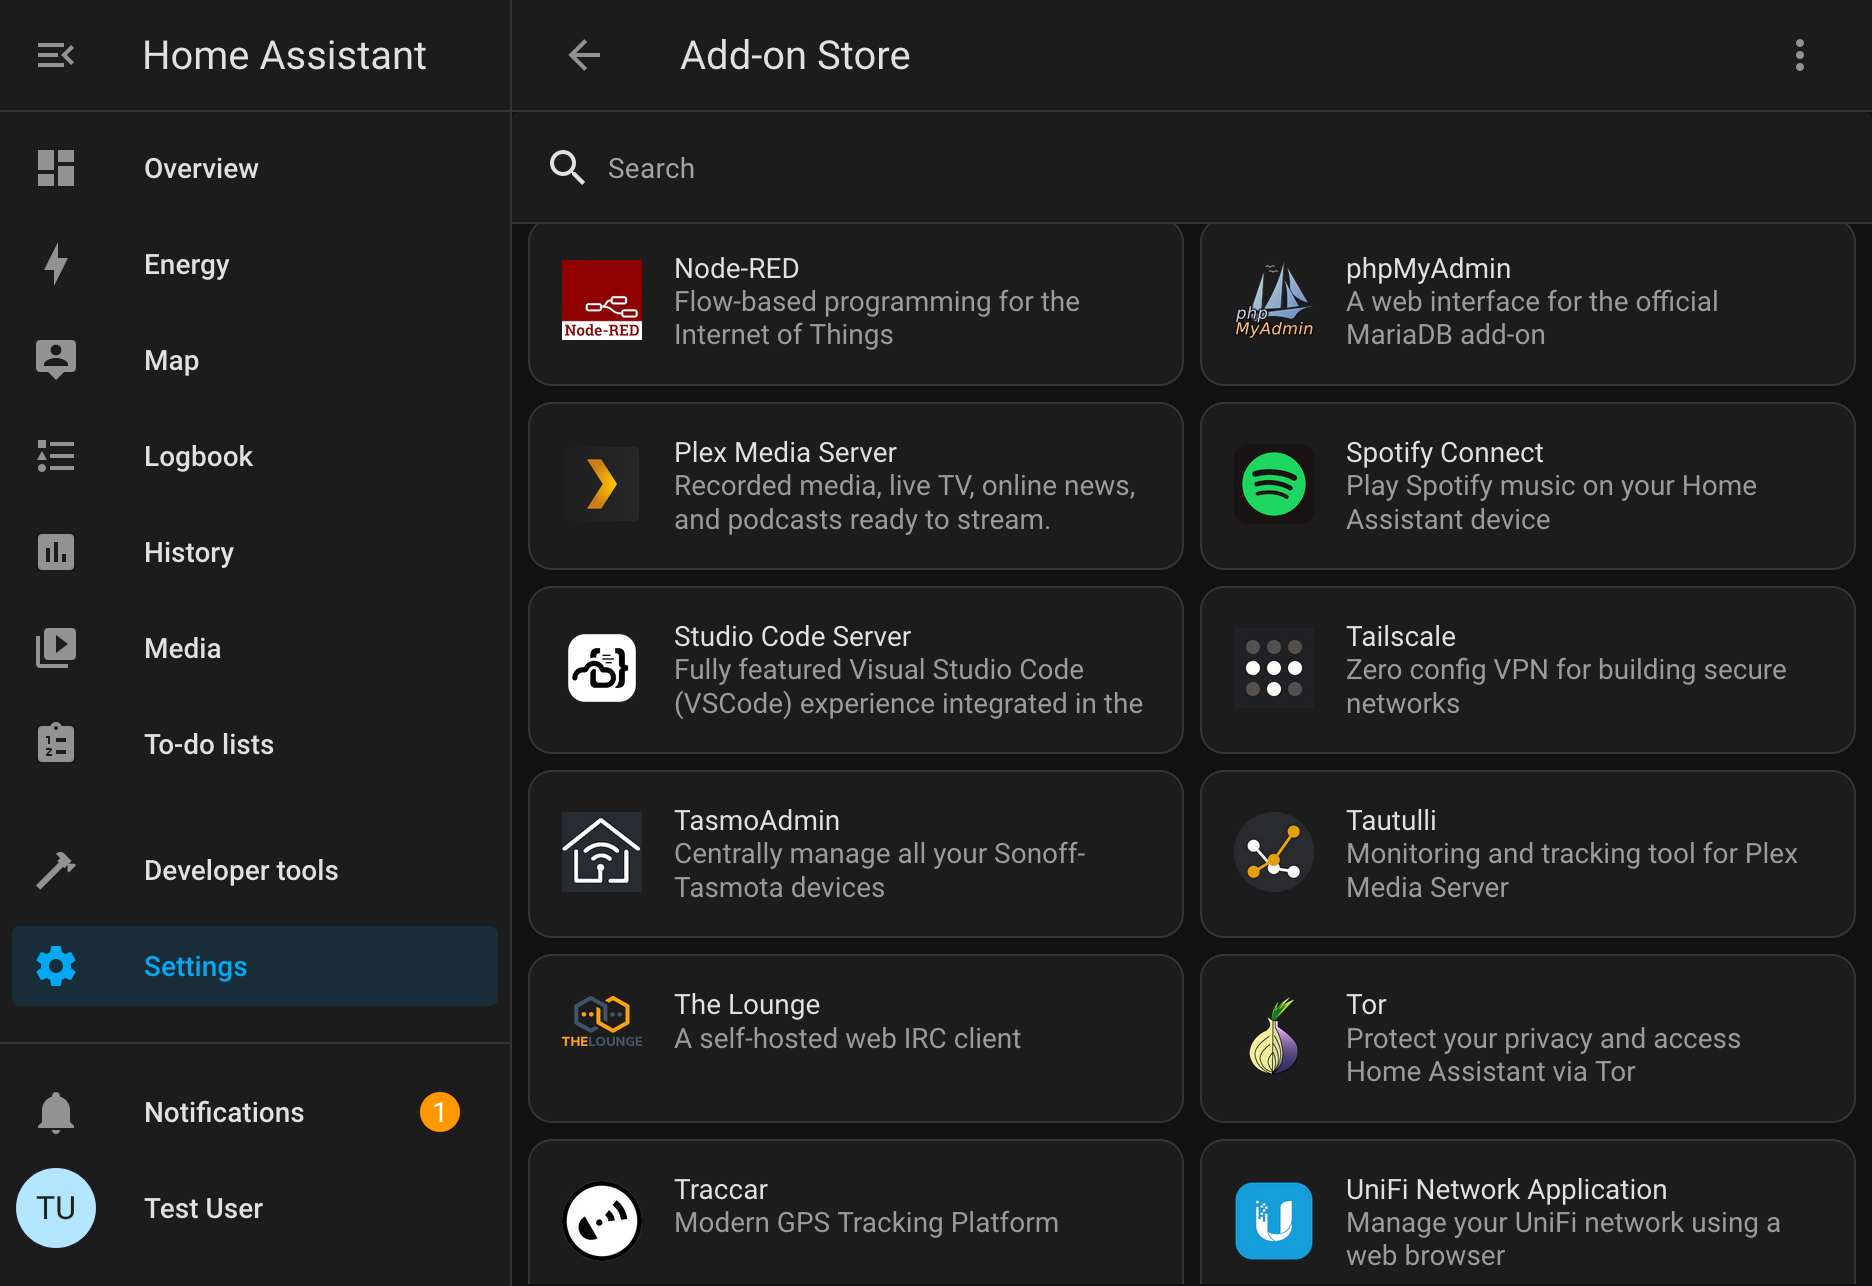 Home Assistant
Overview
Energy
Map
Logbook
History
Media
To-do lists
Developer tools
Settings
Notifications
1
TU
Test User
Add-on Store
Search
Node-RED
Node-RED
Flow-based programming for the
Internet of Things
php
MyAdmin
phpMyAdmin
A web interface for the official
MariaDB add-on
Plex Media Server
Recorded media, live TV, online news,
and podcasts ready to stream.
Spotify Connect
Play Spotify music on your Home
Assistant device
Studio Code Server
Fully featured Visual Studio Code
(VSCode) experience integrated in the
Tailscale
Zero config VPN for building secure
networks
TasmoAdmin
Centrally manage all your Sonoff-
Tasmota devices
Tautulli
Monitoring and tracking tool for Plex
Media Server
THELOUNGE
The Lounge
A self-hosted web IRC client
Tor
Protect your privacy and access
Home Assistant via Tor
Traccar
Modern GPS Tracking Platform
U
UniFi Network Application
Manage your UniFi network using a
web browser